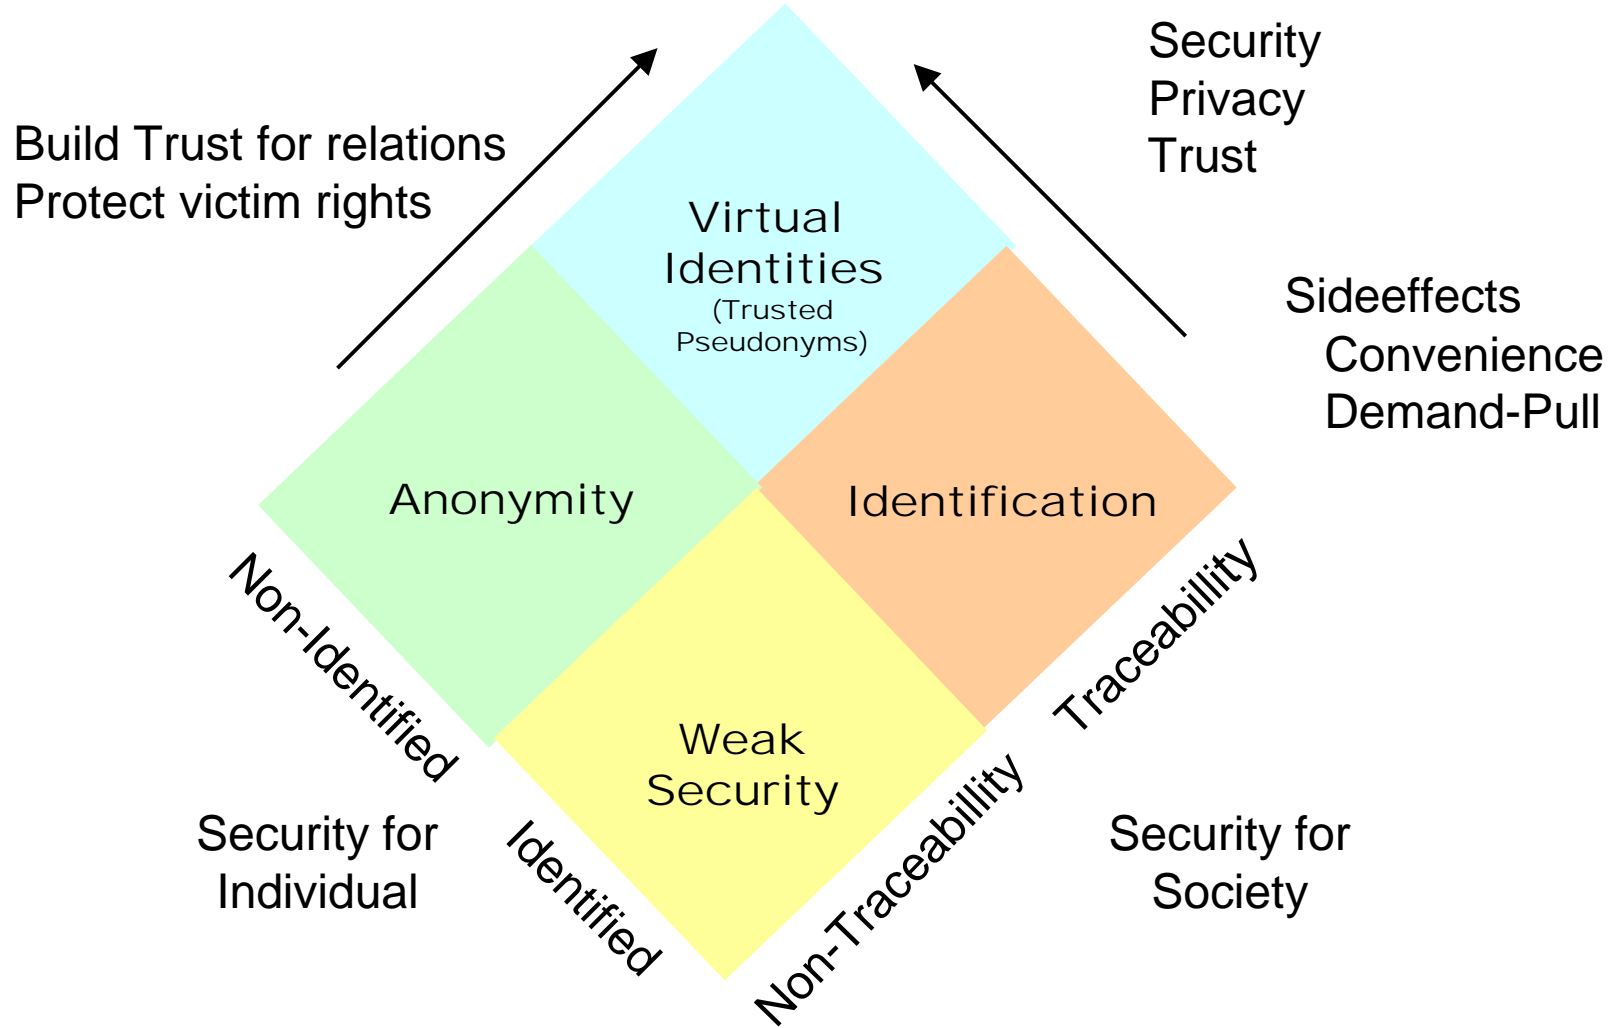 Security
Privacy
Trust
Build Trust for relations
Protect victim rights
Virtual
Identities
(Trusted
Pseudonyms)
Sideeffects
Convenience
Demand-Pull
Anonymity
Identification
Non-Identified
Traceabillity
Weak
Security
Security for
Individual
Identified
Non-Traceabillity
Security for
Society